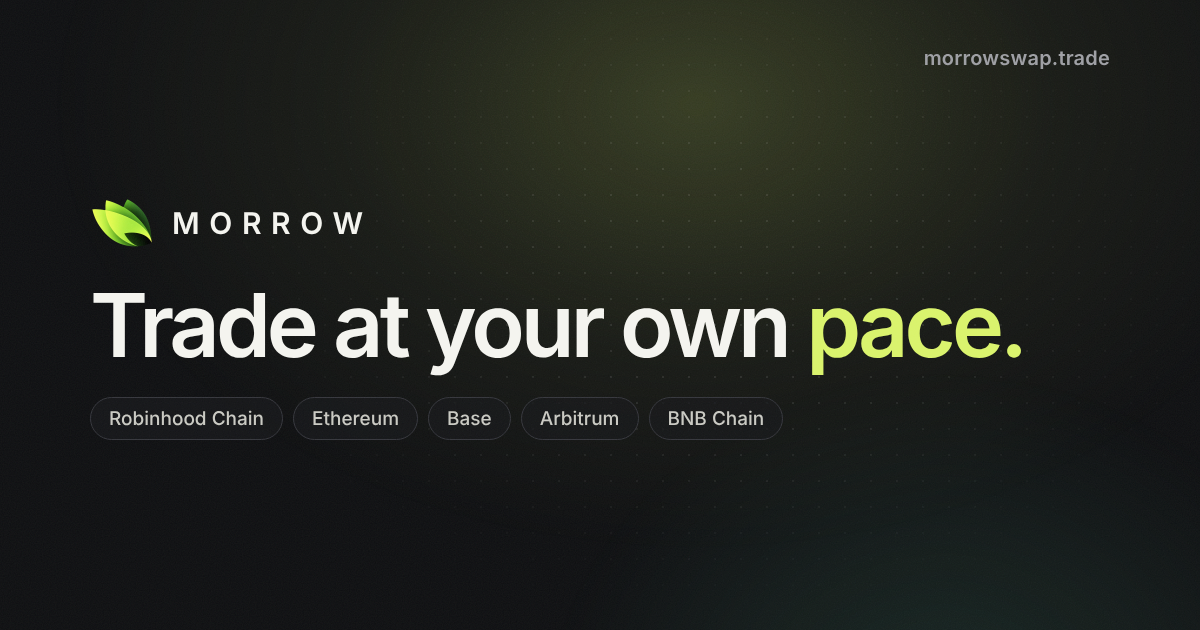 morrowswap.trade
MORROW
Trade at your own pace.
Robinhood Chain Ethereum Base Arbitrum BNB Chain